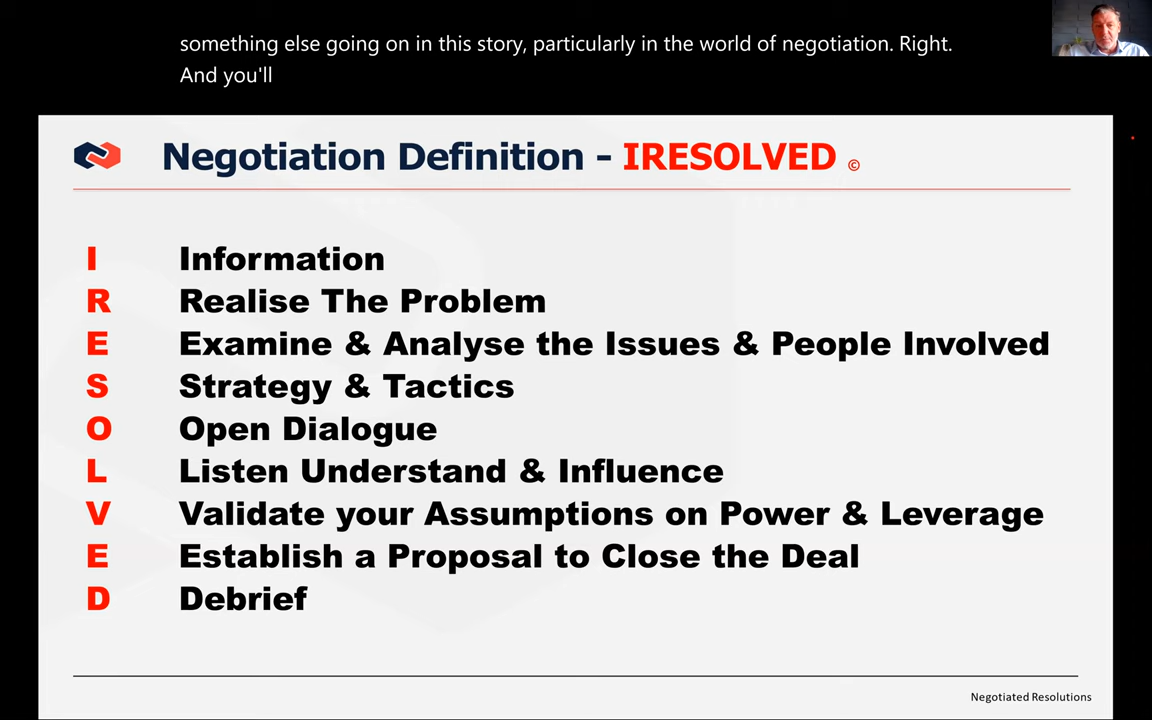 something else going on in this story, particularly in the world of negotiation. Right.
And you'll
Negotiation Definition - IRESOLVED ©
I Information
R Realise The Problem
E Examine & Analyse the Issues & People Involved
S Strategy & Tactics
O Open Dialogue
L Listen Understand & Influence
V Validate your Assumptions on Power & Leverage
E Establish a Proposal to Close the Deal
D Debrief
Negotiated Resolutions